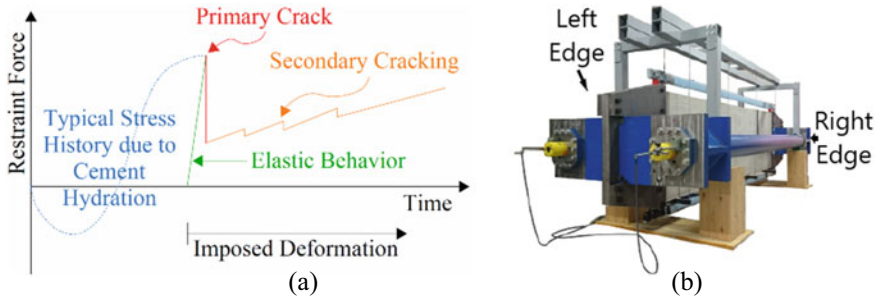 Restraint Force
Primary Crack
Secondary Cracking
Typical Stress
History due to
Cement
Hydration
Elastic Behavior
Time
Imposed Deformation
(a)
Left
Edge
Right
Edge
(b)